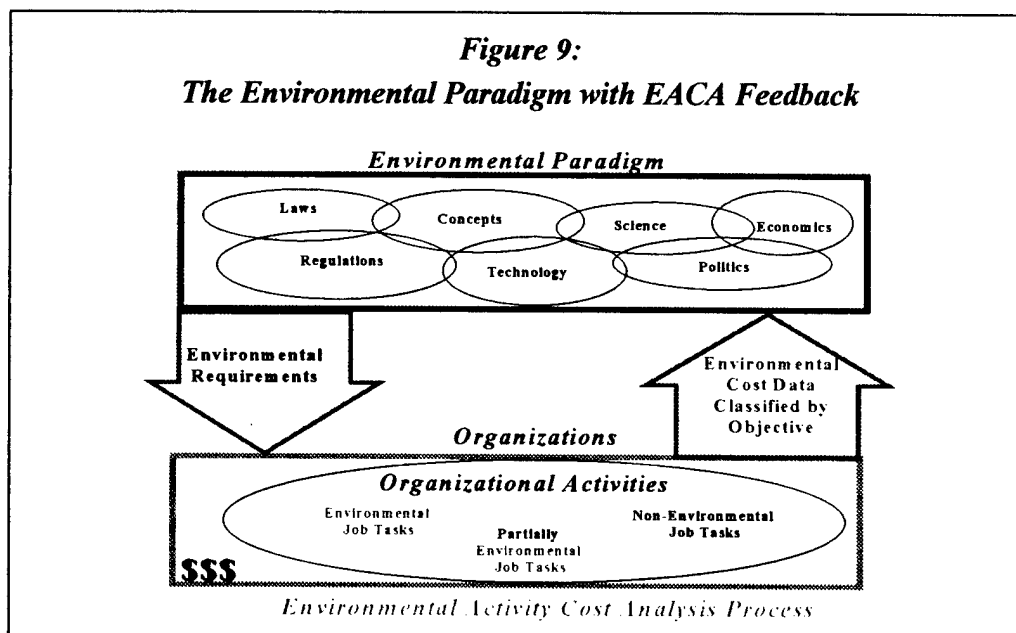 Figure 9:
The Environmental Paradigm with EACA Feedback
Environmental Paradigm
Laws
Concepts
Science
Economics
Regulations
Technology
Politics
Environmental
Requirements
Environmental
Cost Data
Classified by
Objective
Organizations
Organizational Activities
Environmental
Job Tasks
Partially
Environmental
Job Tasks
Non-Environmental
Job Tasks
$$$
Environmental Activity Cost Analysis Process